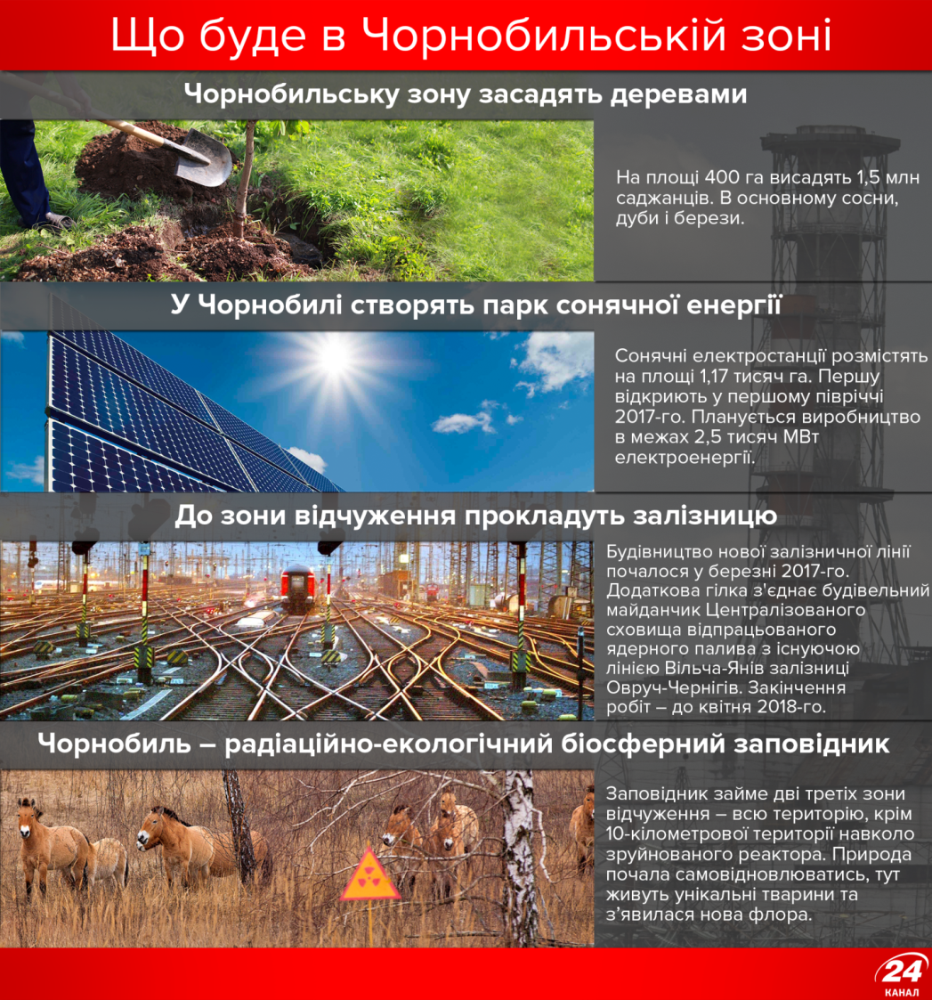 Що буде в Чорнобильській зоні
Чорнобильську зону засадять деревами
На площі 400 га висадять 1,5 млн
саджанців. В основному сосни,
дуби і берези.
У Чорнобилі створять парк сонячної енергії
Сонячні електростанції розмістять
на площі 1,17 тисяч га. Першу
відкриють у першому півріччі
2017-го. Планується виробництво
в межах 2,5 тисяч МВт
електроенергії.
До зони відчуження прокладуть залізницю
Будівництво нової залізничної лінії
почалося у березні 2017-го.
Додаткова гілка з'єднає будівельний
майданчик Централізованого
сховища відпрацьованого
ядерного палива з існуючою
лінією Вільча-Янів залізниці
Овруч-Чернігів. Закінчення
робіт – до квітня 2018-го.
Чорнобиль – радіаційно-екологічний біосферний заповідник
Заповідник займе дві третіх зони
відчуження – всю територію, крім
10-кілометрової території навколо
зруйнованого реактора. Природа
почала самовідновлюватись, тут
живуть унікальні тварини та
з’явилася нова флора.
24
КАНАЛ